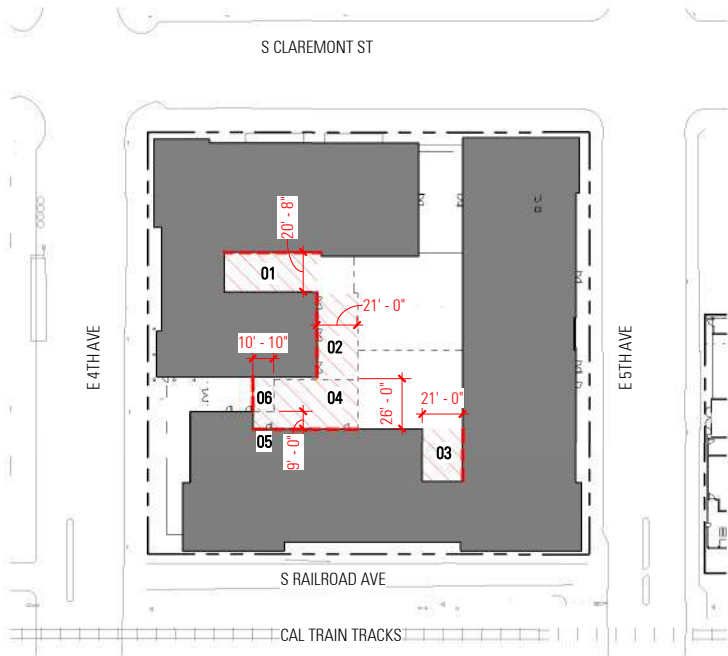 S CLAREMONT ST
20' - 8"
01
21' - 0"
10' - 10"
02
E 4TH AVE
E 5TH AVE
06
04
26' - 0"
21' - 0"
05
9' - 0"
03
S RAILROAD AVE
CAL TRAIN TRACKS